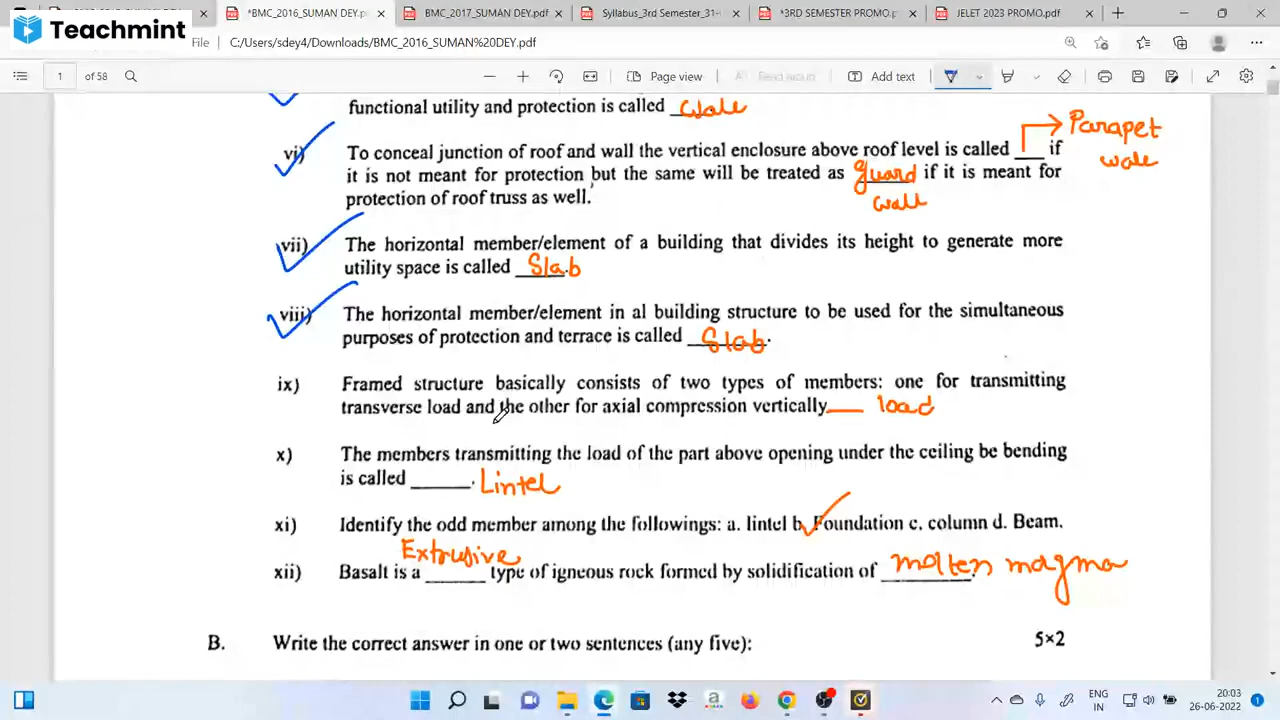 Teachmint
*BMC_2016_SUMAN DEY.pdf
BMC_2017_SUMAN DEY.pdf
*3RD SEMESTER PROMO.pdf
JELET 2023 PROMO.pdf
File C:/Users/sdey4/Downloads/BMC_2016_SUMAN%20DEY.pdf
1 of 58 Page view Read aloud Add text
functional utility and protection is called wall
vi) To conceal junction of roof and wall the vertical enclosure above roof level is called ___ if
Parapet wall
it is not meant for protection but the same will be treated as guard if it is meant for
wall
protection of roof truss as well.
vii) The horizontal member/element of a building that divides its height to generate more
utility space is called Slab.
viii) The horizontal member/element in al building structure to be used for the simultaneous
purposes of protection and terrace is called Slab.
ix) Framed structure basically consists of two types of members: one for transmitting
transverse load and the other for axial compression vertically ___ load
x) The members transmitting the load of the part above opening under the ceiling be bending
is called ______. Lintel
xi) Identify the odd member among the followings: a. lintel b. Foundation c. column d. Beam.
Extrusive
xii) Basalt is a ______ type of igneous rock formed by solidification of molten magma.
B. Write the correct answer in one or two sentences (any five): 5×2
ENG
IN
20:03
26-06-2022